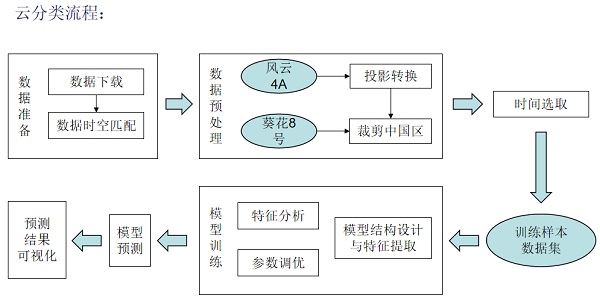 云分类流程：
数据准备
数据下载
数据时空匹配
数据预处理
风云
4A
投影转换
葵花8
号
裁剪中国区
时间选取
训练样本
数据集
模型训练
特征分析
参数调优
模型结构设计
与特征提取
模型
预测
预测
结果
可视化